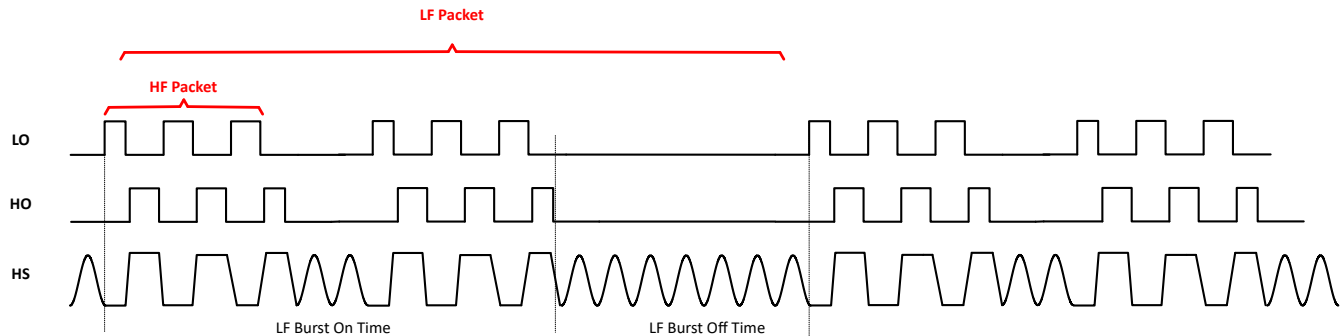 LF Packet
HF Packet
LO
HO
HS
LF Burst On Time
LF Burst Off Time